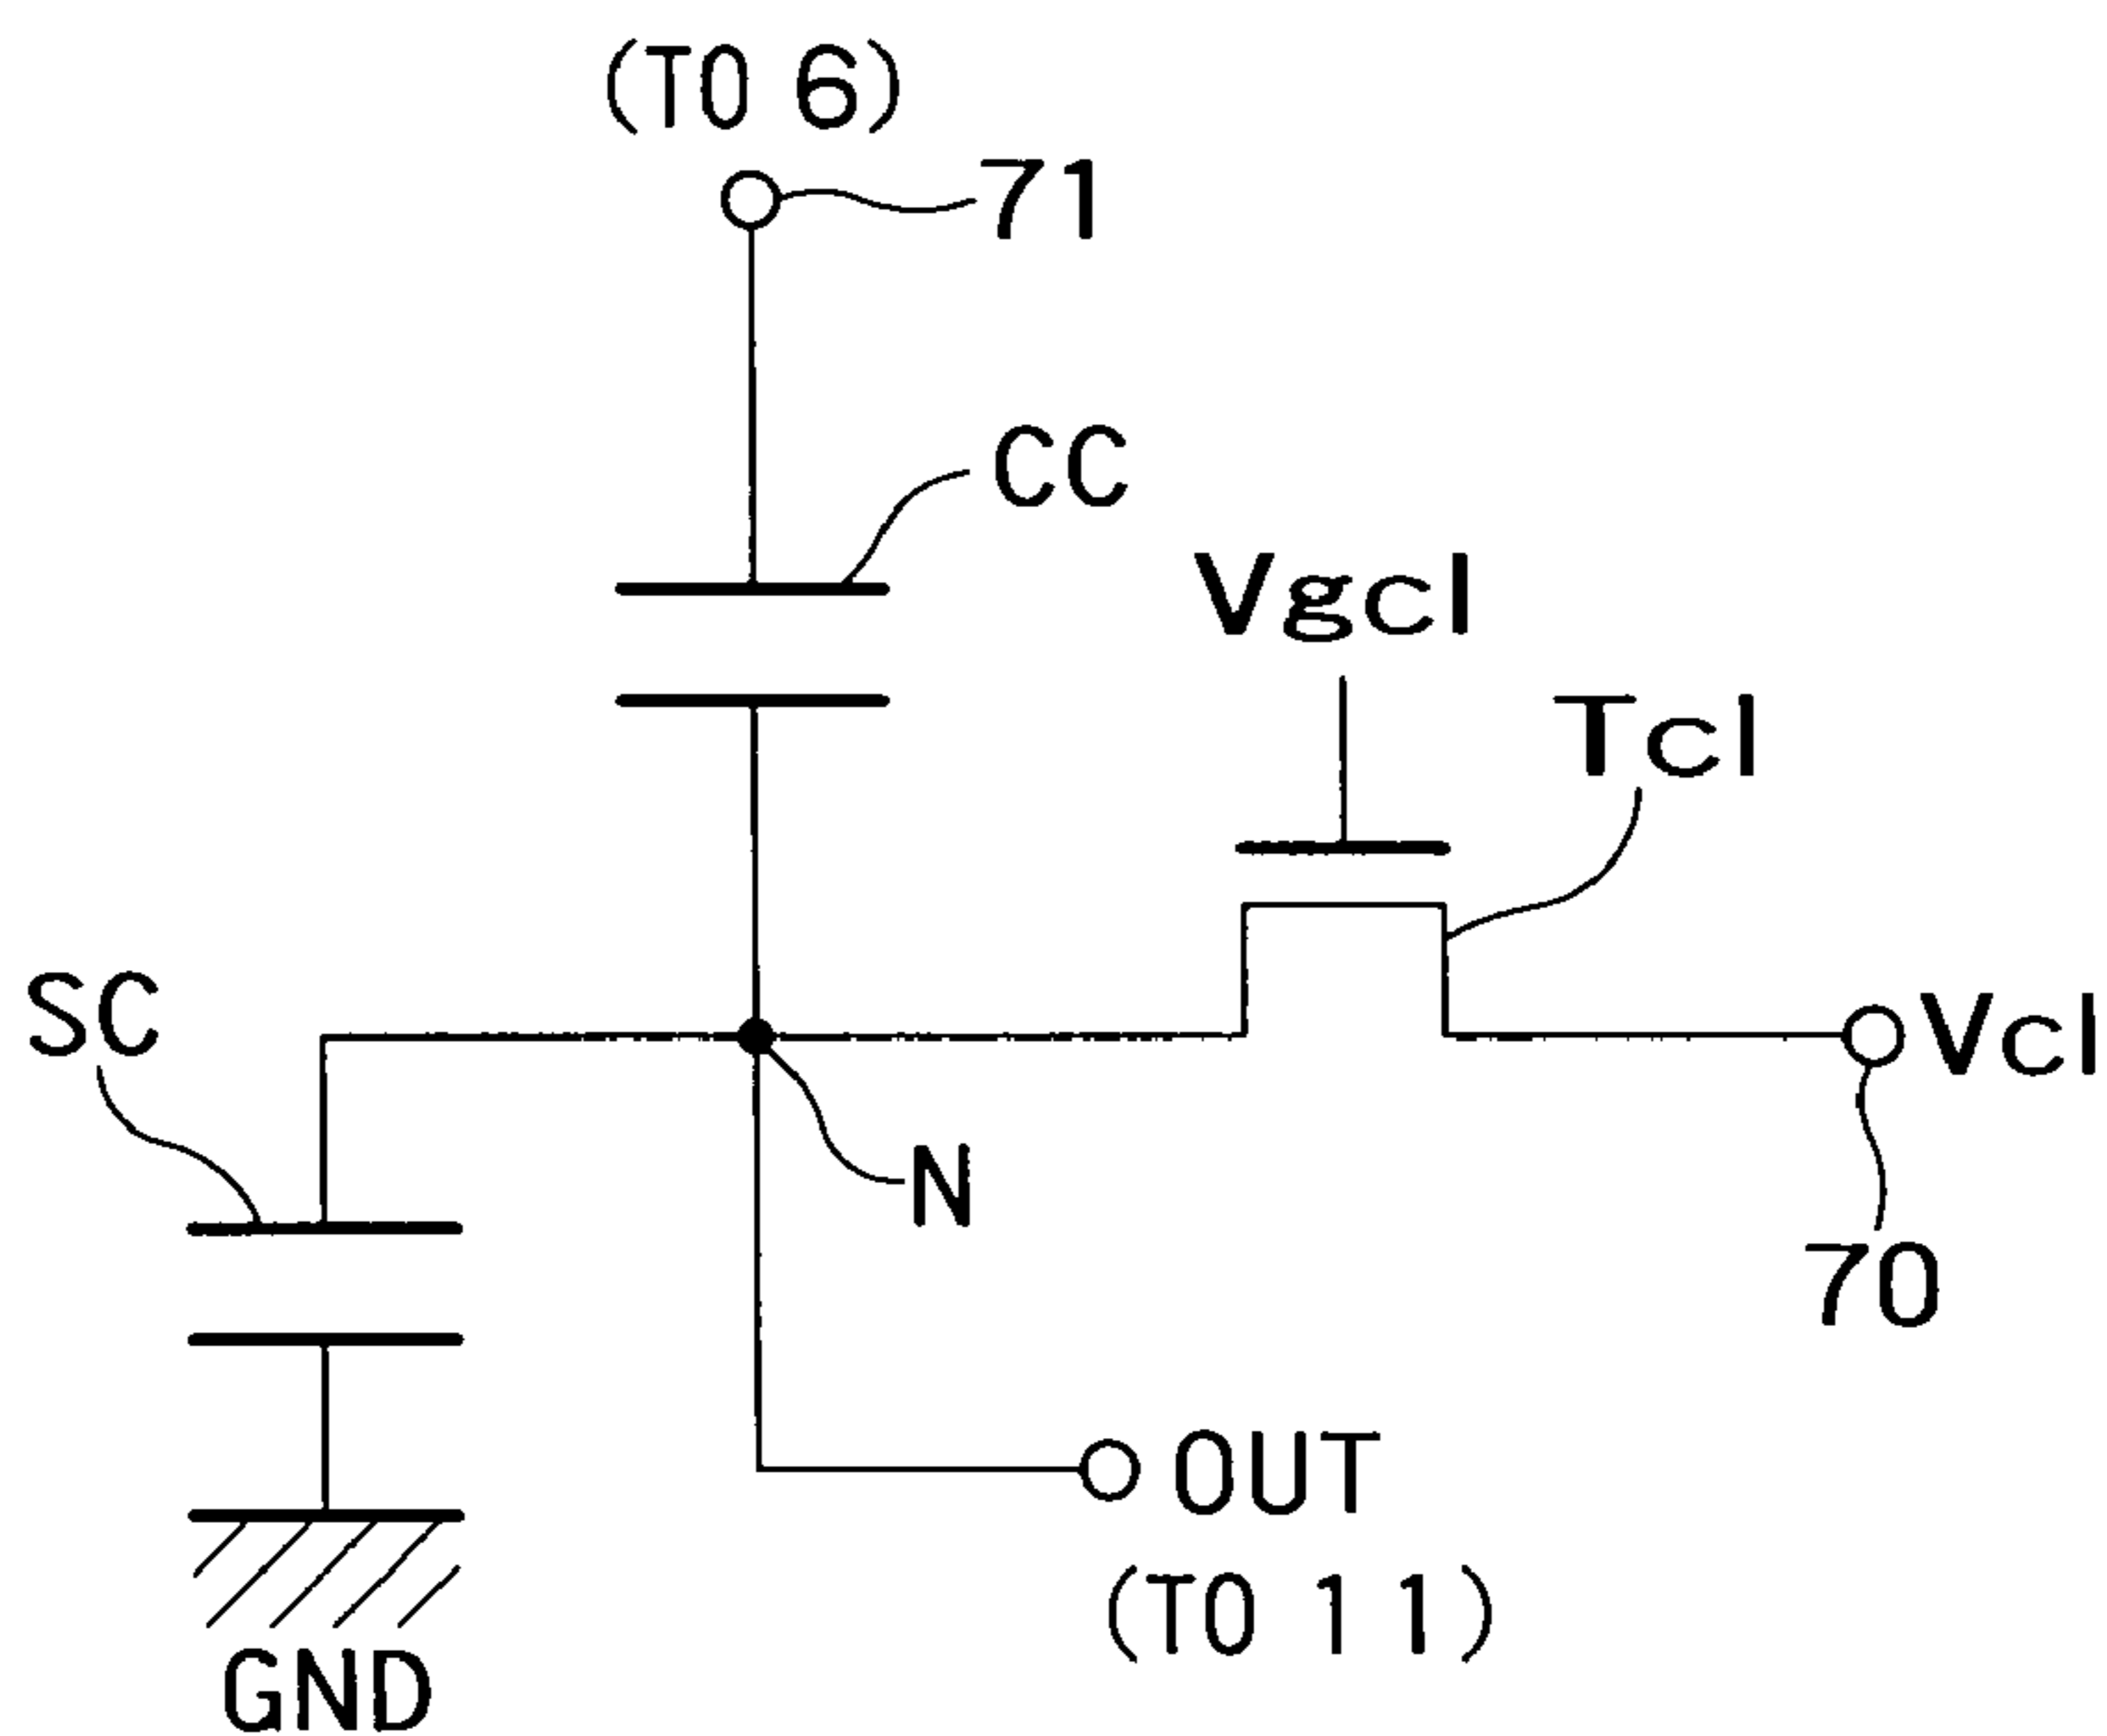 (TO 6)
71
CC
Vgcl
Tcl
SC
Vcl
N
70
OUT
(TO 11)
GND